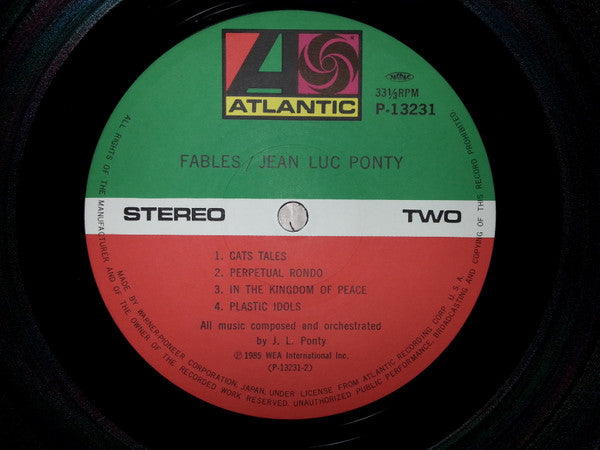 ATLANTIC
33⅓RPM
P-13231
FABLES / JEAN LUC PONTY
STEREO
TWO
1. CATS TALES
2. PERPETUAL RONDO
3. IN THE KINGDOM OF PEACE
4. PLASTIC IDOLS
All music composed and orchestrated
by J. L. Ponty
Ⓟ 1985 WEA International Inc.
(P-13231-2)
ALL RIGHTS OF THE MANUFACTURER AND OF THE OWNER OF THE RECORDED WORK RESERVED. UNAUTHORIZED PUBLIC PERFORMANCE, BROADCASTING AND COPYING OF THIS RECORD PROHIBITED.
MADE BY WARNER-PIONEER CORPORATION, JAPAN, UNDER LICENSE FROM ATLANTIC RECORDING CORP. U. S. A.